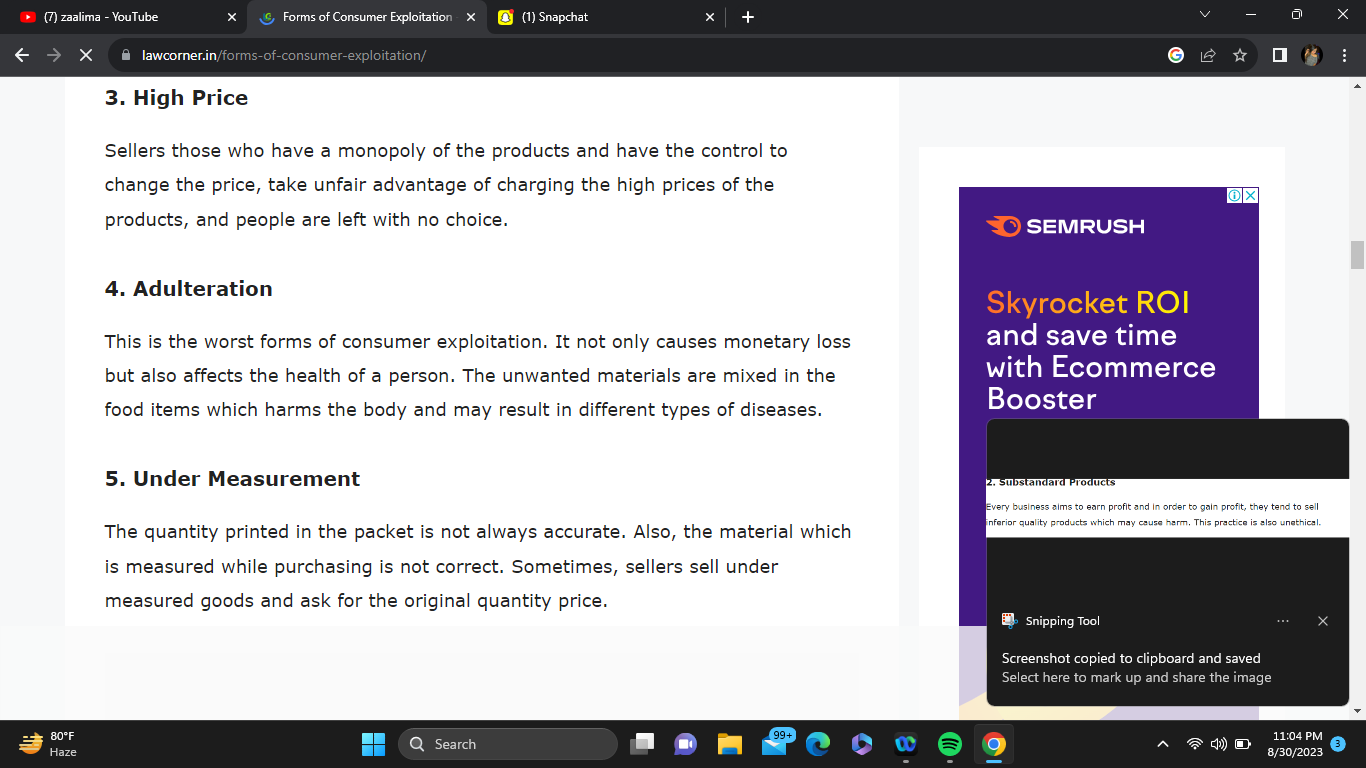 (7) zaalima - YouTube
Forms of Consumer Exploitation
(1) Snapchat
lawcorner.in/forms-of-consumer-exploitation/
3. High Price
Sellers those who have a monopoly of the products and have the control to
change the price, take unfair advantage of charging the high prices of the
products, and people are left with no choice.
4. Adulteration
This is the worst forms of consumer exploitation. It not only causes monetary loss
but also affects the health of a person. The unwanted materials are mixed in the
food items which harms the body and may result in different types of diseases.
5. Under Measurement
The quantity printed in the packet is not always accurate. Also, the material which
is measured while purchasing is not correct. Sometimes, sellers sell under
measured goods and ask for the original quantity price.
SEMRUSH
Skyrocket ROI
and save time
with Ecommerce
Booster
2. Substandard Products
Every business aims to earn profit and in order to gain profit, they tend to sell
inferior quality products which may cause harm. This practice is also unethical.
Snipping Tool
Screenshot copied to clipboard and saved
Select here to mark up and share the image
80°F
Haze
Search
99+
11:04 PM
8/30/2023
3